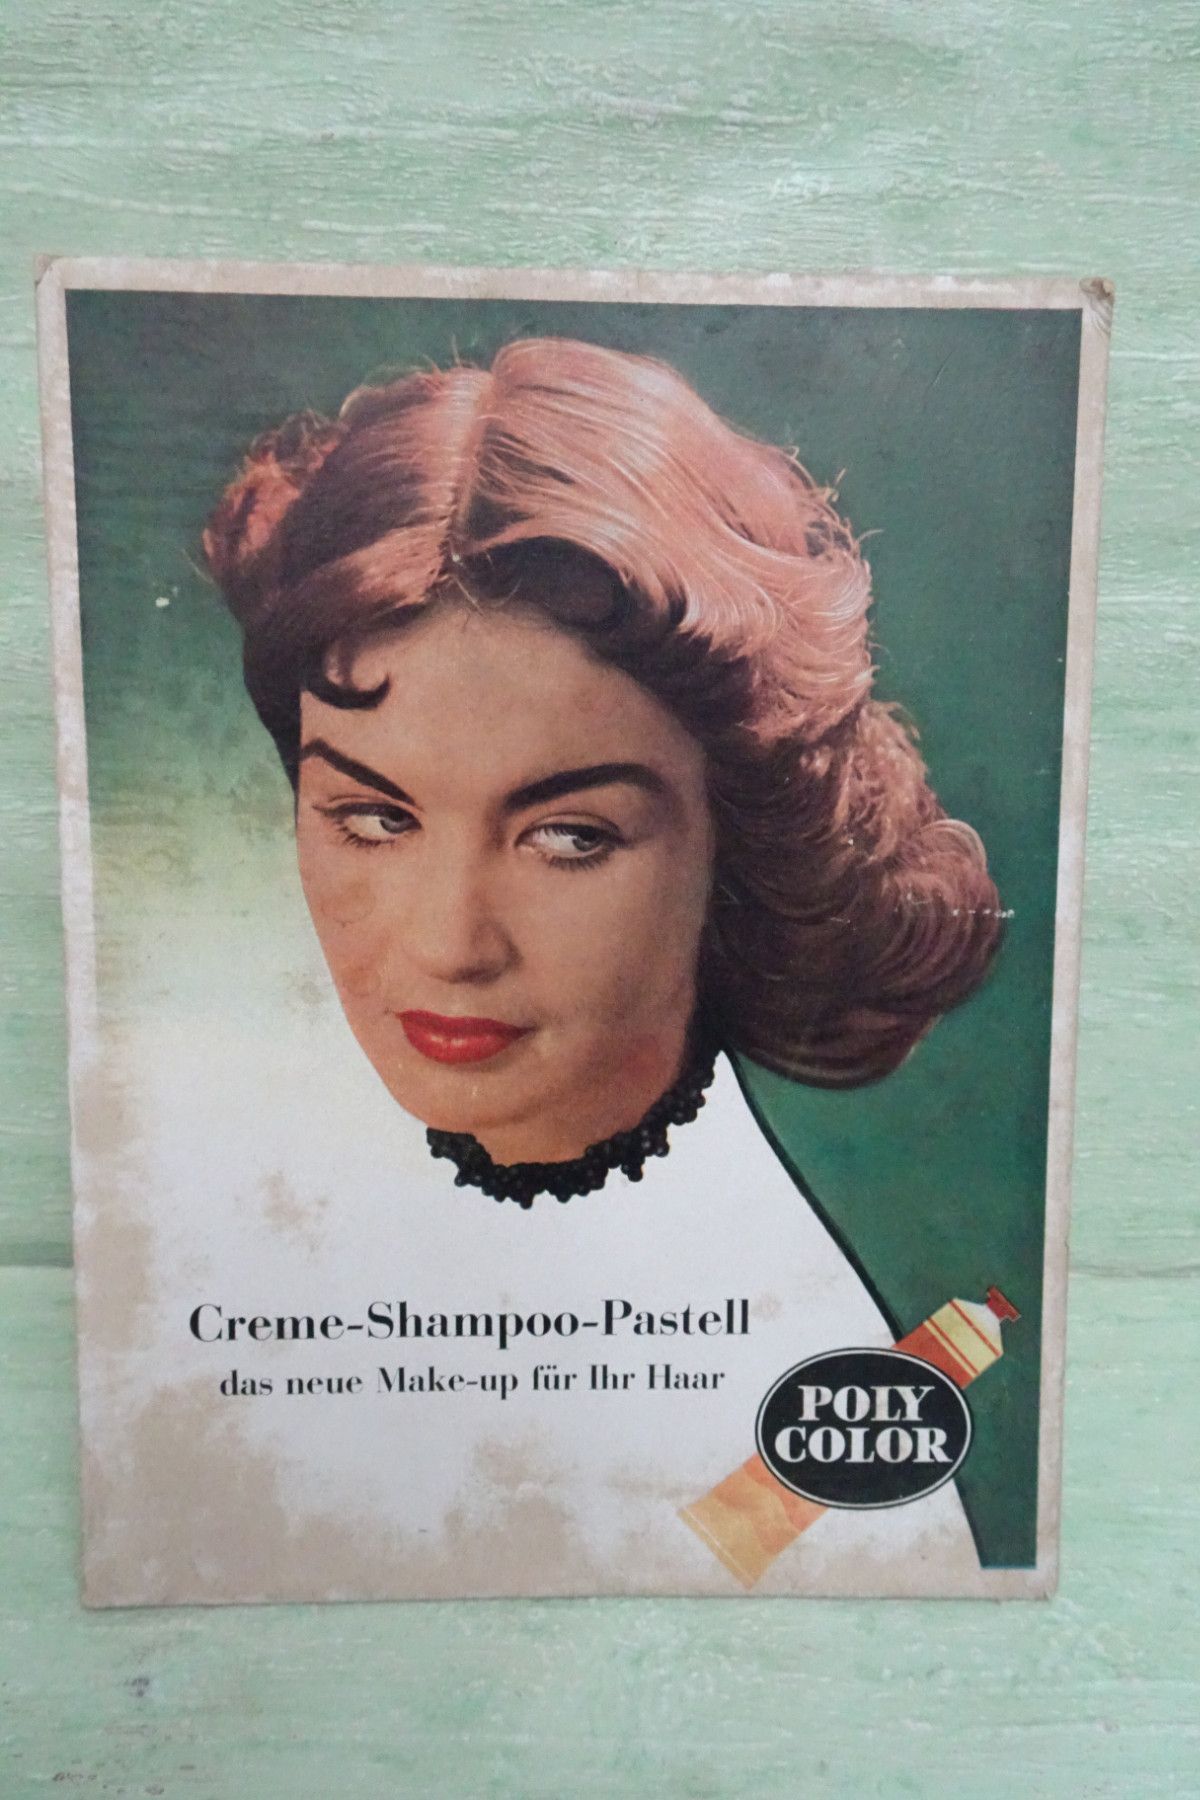 Creme-Shampoo-Pastell
das neue Make-up für Ihr Haar
POLY
COLOR